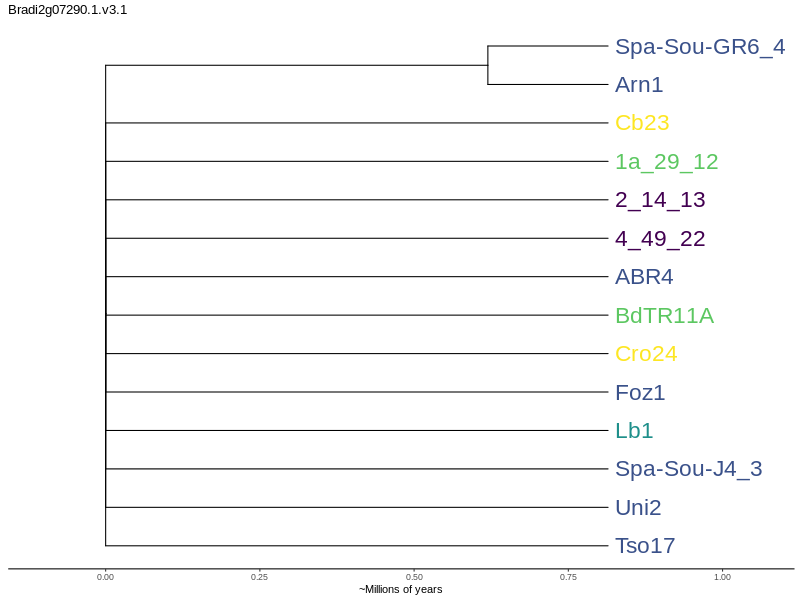 Bradi2g07290.1.v3.1
Spa-Sou-GR6_4
Arn1
Cb23
1a_29_12
2_14_13
4_49_22
ABR4
BdTR11A
Cro24
Foz1
Lb1
Spa-Sou-J4_3
Uni2
Tso17
0.00 0.25 0.50 0.75 1.00
~Millions of years